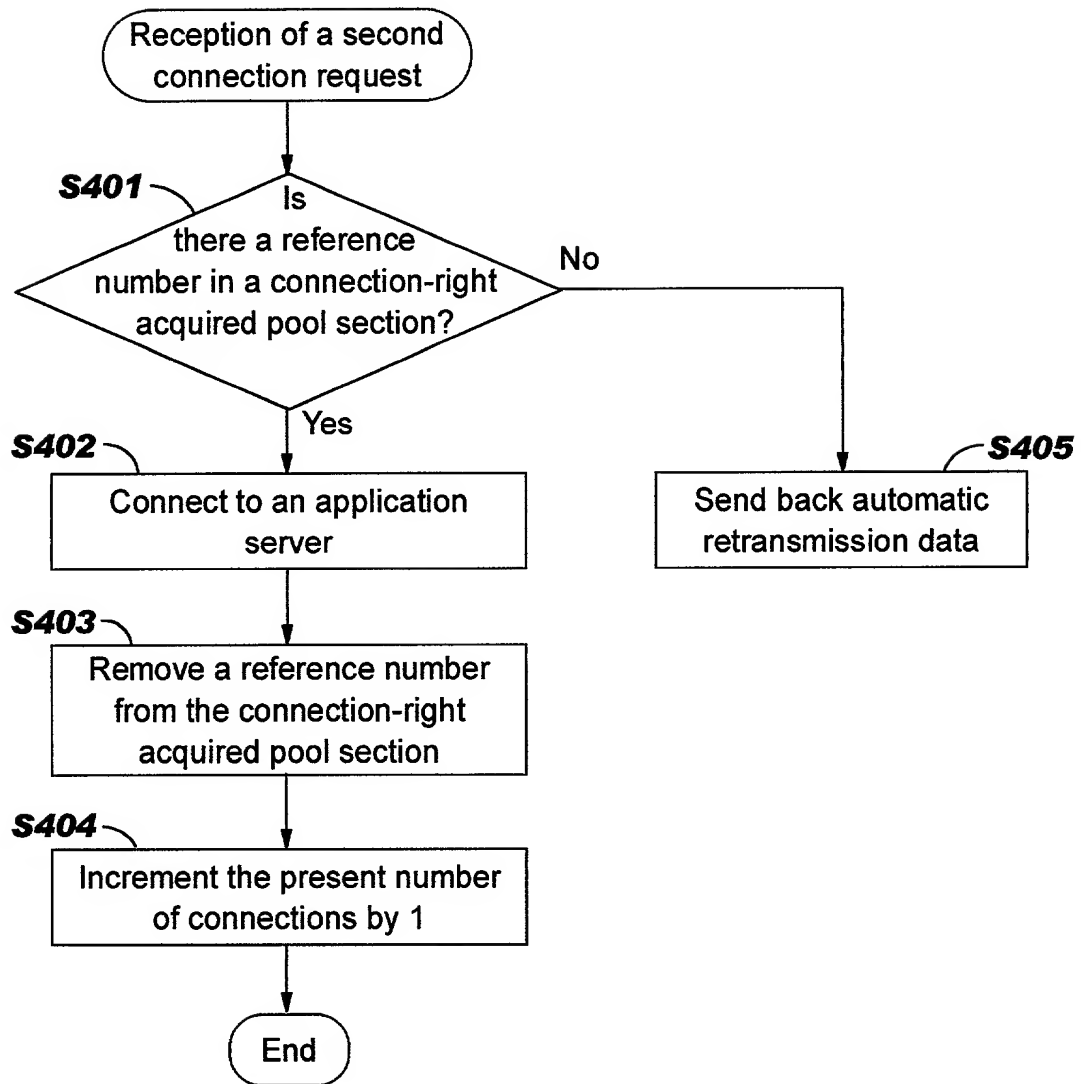 Reception of a second
connection request
S401
Is
there a reference
number in a connection-right
acquired pool section?
No
Yes
S402
Connect to an application
server
S405
Send back automatic
retransmission data
S403
Remove a reference number
from the connection-right
acquired pool section
S404
Increment the present number
of connections by 1
End